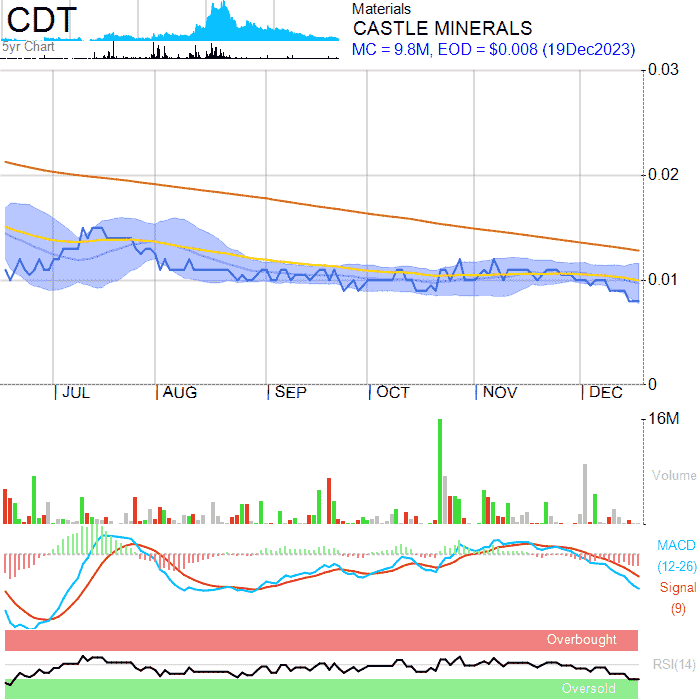 CDT
5yr Chart
Materials
CASTLE MINERALS
MC = 9.8M, EOD = $0.008 (19Dec2023)
0.03
0.02
0.01
0
JUL AUG SEP OCT NOV DEC
16M
Volume
MACD
(12-26)
Signal
(9)
Overbought
RSI(14)
Oversold